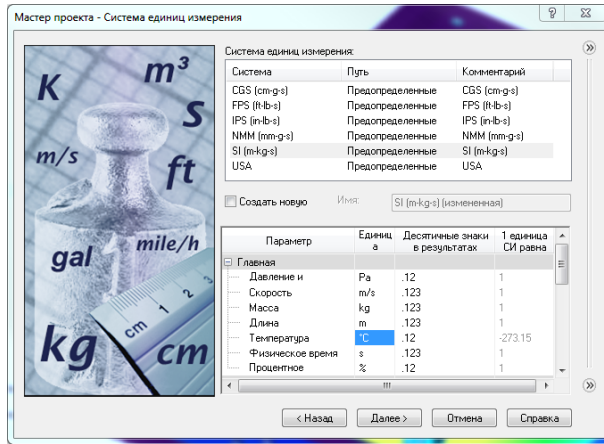 Мастер проекта - Система единиц измерения
K
m³
s
m/s
ft
gal
mile/h
cm 1 2 3
kg
cm
Система единиц измерения:
Система Путь Комментарий
CGS (cm-g-s) Предопределенные CGS (cm-g-s)
FPS (ft-lb-s) Предопределенные FPS (ft-lb-s)
IPS (in-lb-s) Предопределенные IPS (in-lb-s)
NMM (mm-g-s) Предопределенные NMM (mm-g-s)
SI (m-kg-s) Предопределенные SI (m-kg-s)
USA Предопределенные USA
Создать новую Имя: SI (m-kg-s) (измененная)
Параметр Единиц Десятичные знаки 1 единица
а в результатах СИ равна
Главная
Давление и Pa .12 1
Скорость m/s .123 1
Масса kg .123 1
Длина m .123 1
Температура °C .12 -273.15
Физическое время s .123 1
Процентное % .12 1
< Назад Далее > Отмена Справка